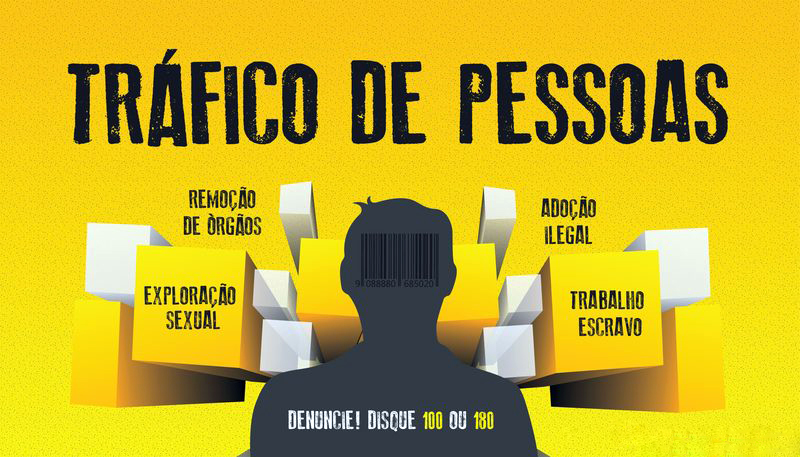 TRÁFICO DE PESSOAS
REMOÇÃO
DE ÒRGÃOS
ADOÇÃO
ILEGAL
EXPLORAÇÃO
SEXUAL
TRABALHO
ESCRAVO
9 088880 685020
DENUNCIE! DISQUE 100 OU 180